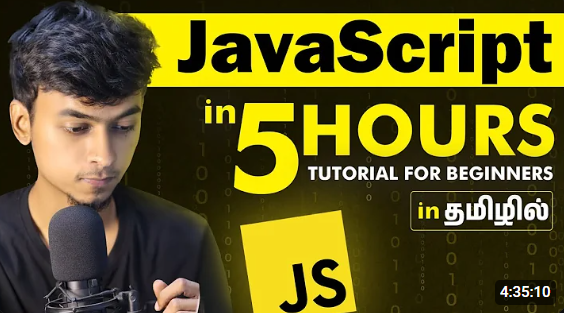 JavaScript
in 5 HOURS
TUTORIAL FOR BEGINNERS
in தமிழில்
JS
4:35:10